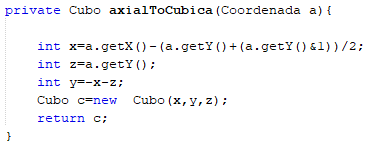 private Cubo axialToCubica(Coordenada a){
int x=a.getX()-(a.getY()+(a.getY()&1))/2;
int z=a.getY();
int y=-x-z;
Cubo c=new Cubo(x,y,z);
return c;
}